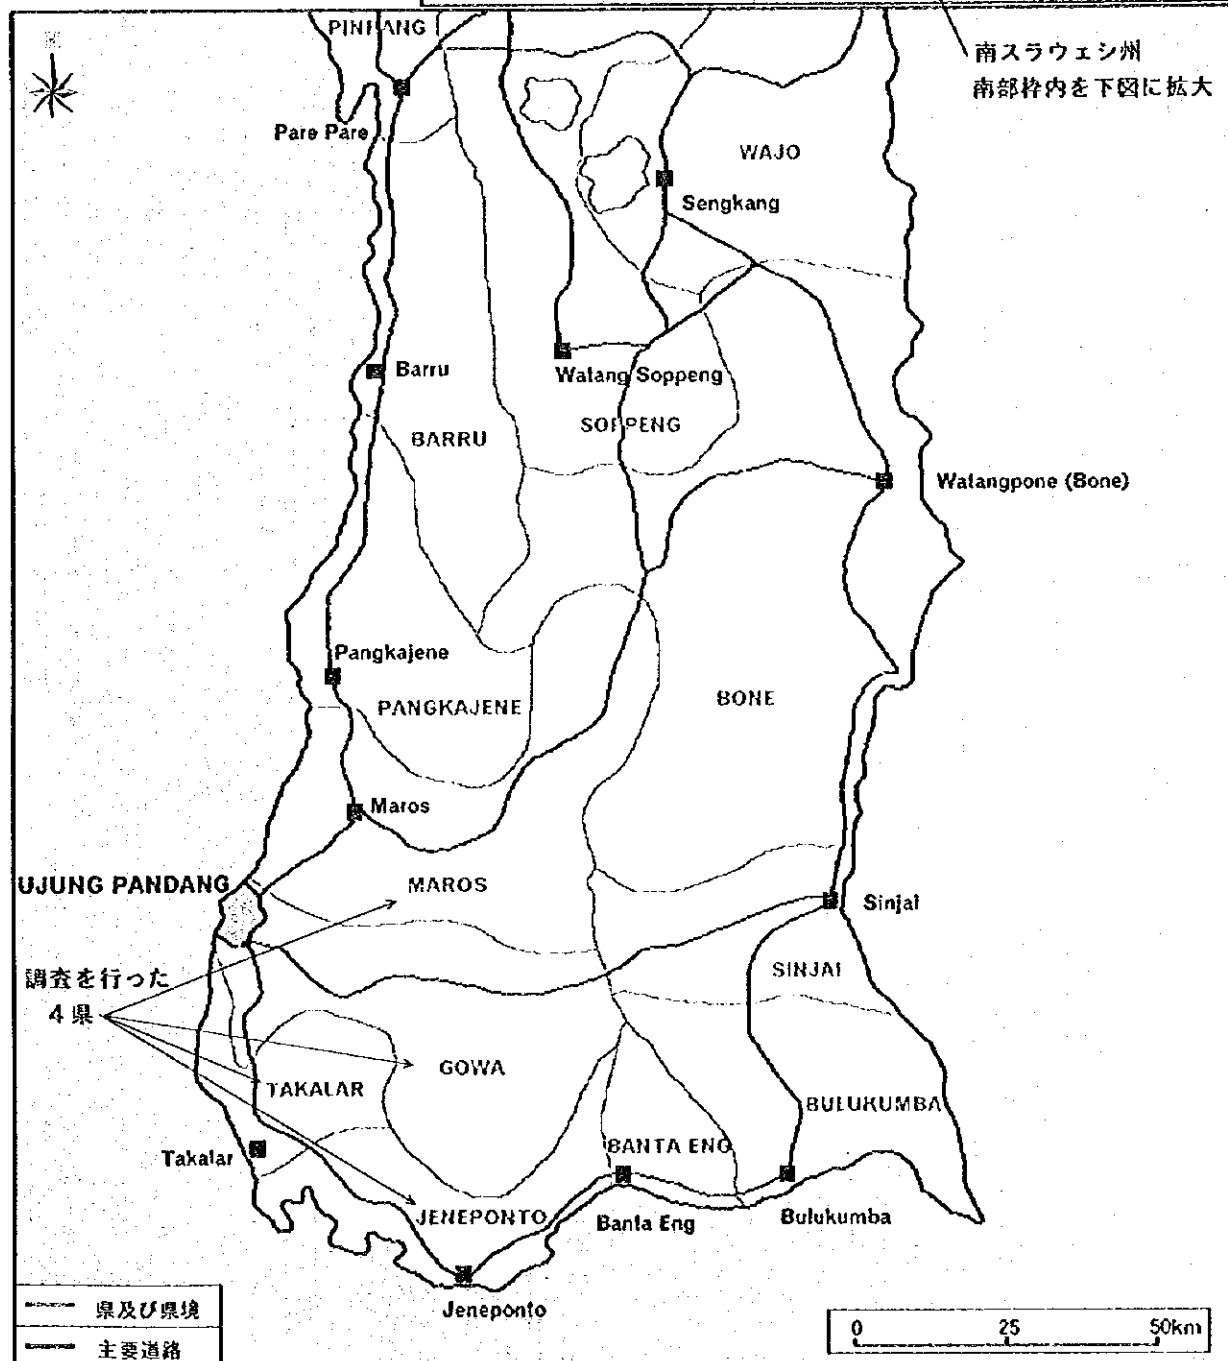 南スラウェシ州
南部枠内を下図に拡大
PINRANG
Pare Pare
WAJO
Sengkang
Barru
Watang Soppeng
BARRU
SOPPENG
Watangpone (Bone)
Pangkajene
PANGKAJENE
BONE
Maros
UJUNG PANDANG
MAROS
Sinjai
調査を行った
4県
SINJAI
GOWA
TAKALAR
BULUKUMBA
Takalar
BANTA ENG
JENEPONTO
Banta Eng
Bulukumba
Jeneponto
県及び県境
主要道路
0 25 50km